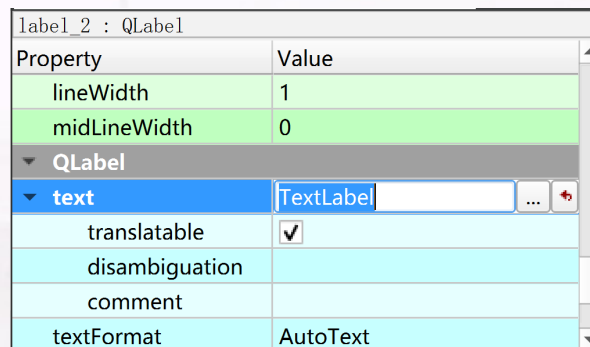 label_2 : QLabel
Property Value
lineWidth 1
midLineWidth 0
QLabel
text TextLabel ...
translatable
disambiguation
comment
textFormat AutoText